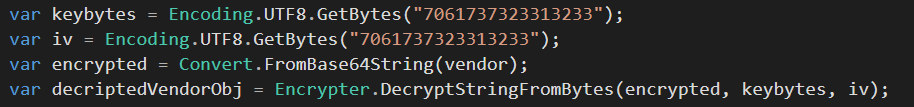 var keybytes = Encoding.UTF8.GetBytes("7061737323313233");
var iv = Encoding.UTF8.GetBytes("7061737323313233");
var encrypted = Convert.FromBase64String(vendor);
var decriptedVendorObj = Encrypter.DecryptStringFromBytes(encrypted, keybytes, iv);